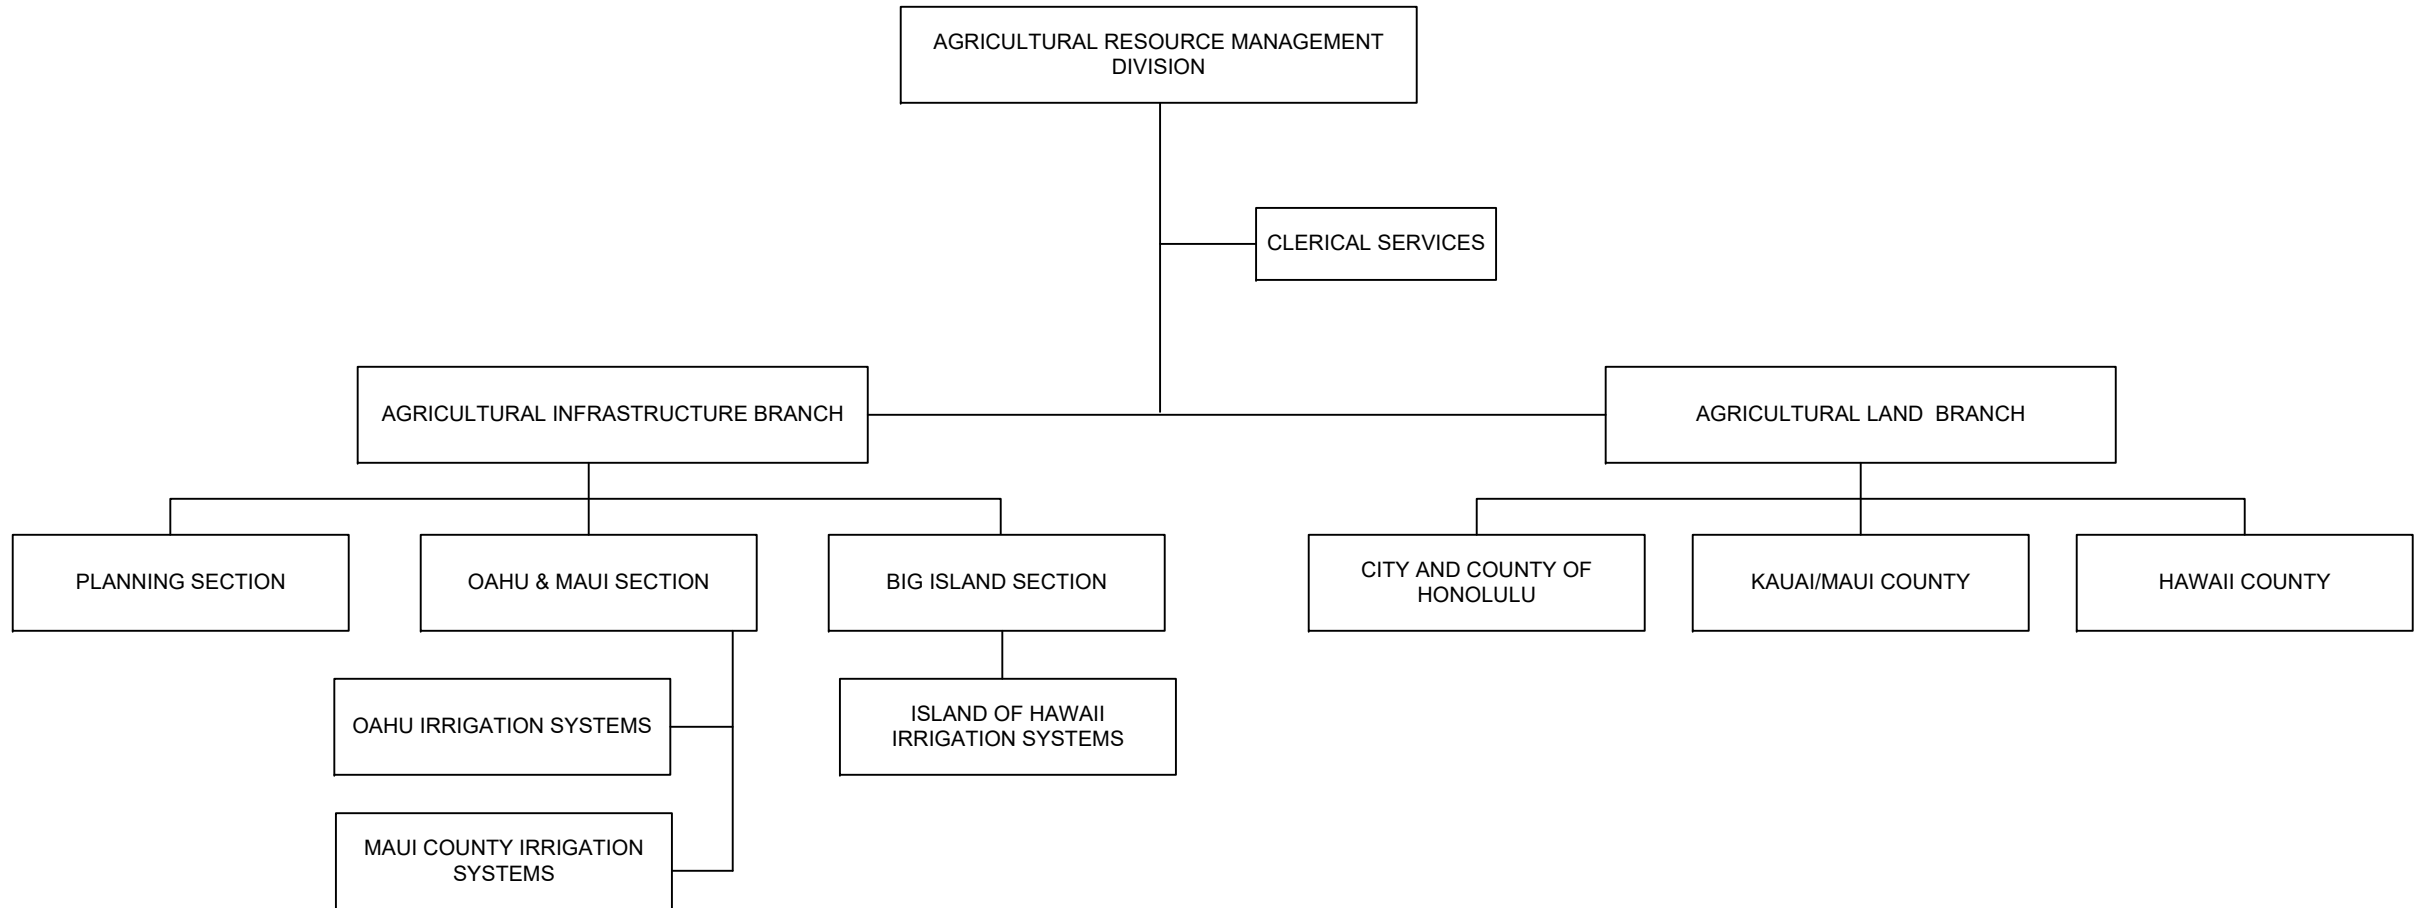 AGRICULTURAL RESOURCE MANAGEMENT
DIVISION
CLERICAL SERVICES
AGRICULTURAL INFRASTRUCTURE BRANCH
AGRICULTURAL LAND  BRANCH
PLANNING SECTION
OAHU & MAUI SECTION
BIG ISLAND SECTION
CITY AND COUNTY OF
HONOLULU
KAUAI/MAUI COUNTY
HAWAII COUNTY
OAHU IRRIGATION SYSTEMS
ISLAND OF HAWAII
IRRIGATION SYSTEMS
MAUI COUNTY IRRIGATION
SYSTEMS